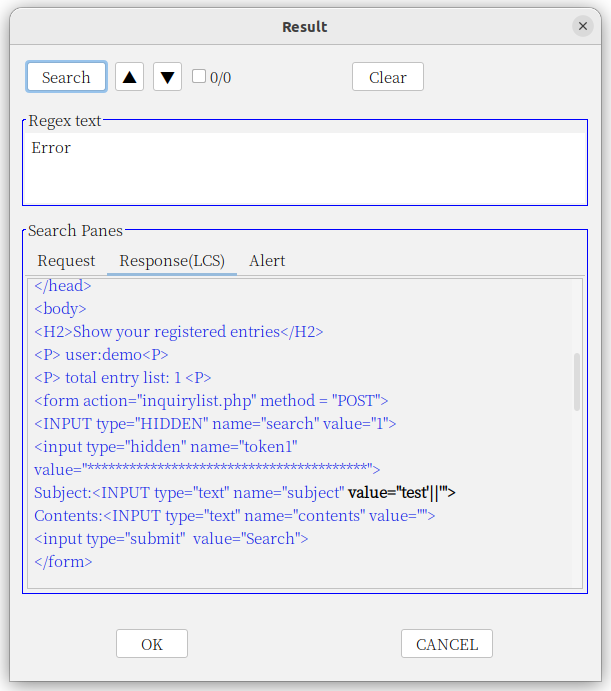 Result
Search ▲ ▼ 0/0 Clear
Regex text
Error
Search Panes
Request Response(LCS) Alert
</head>
<body>
<H2>Show your registered entries</H2>
<P> user:demo<P>
<P> total entry list: 1 <P>
<form action="inquirylist.php" method = "POST">
<INPUT type="HIDDEN" name="search" value="1">
<input type="hidden" name="token1"
value="****************************************">
Subject:<INPUT type="text" name="subject" value="test'||'">
Contents:<INPUT type="text" name="contents" value="">
<input type="submit"  value="Search">
</form>
OK CANCEL